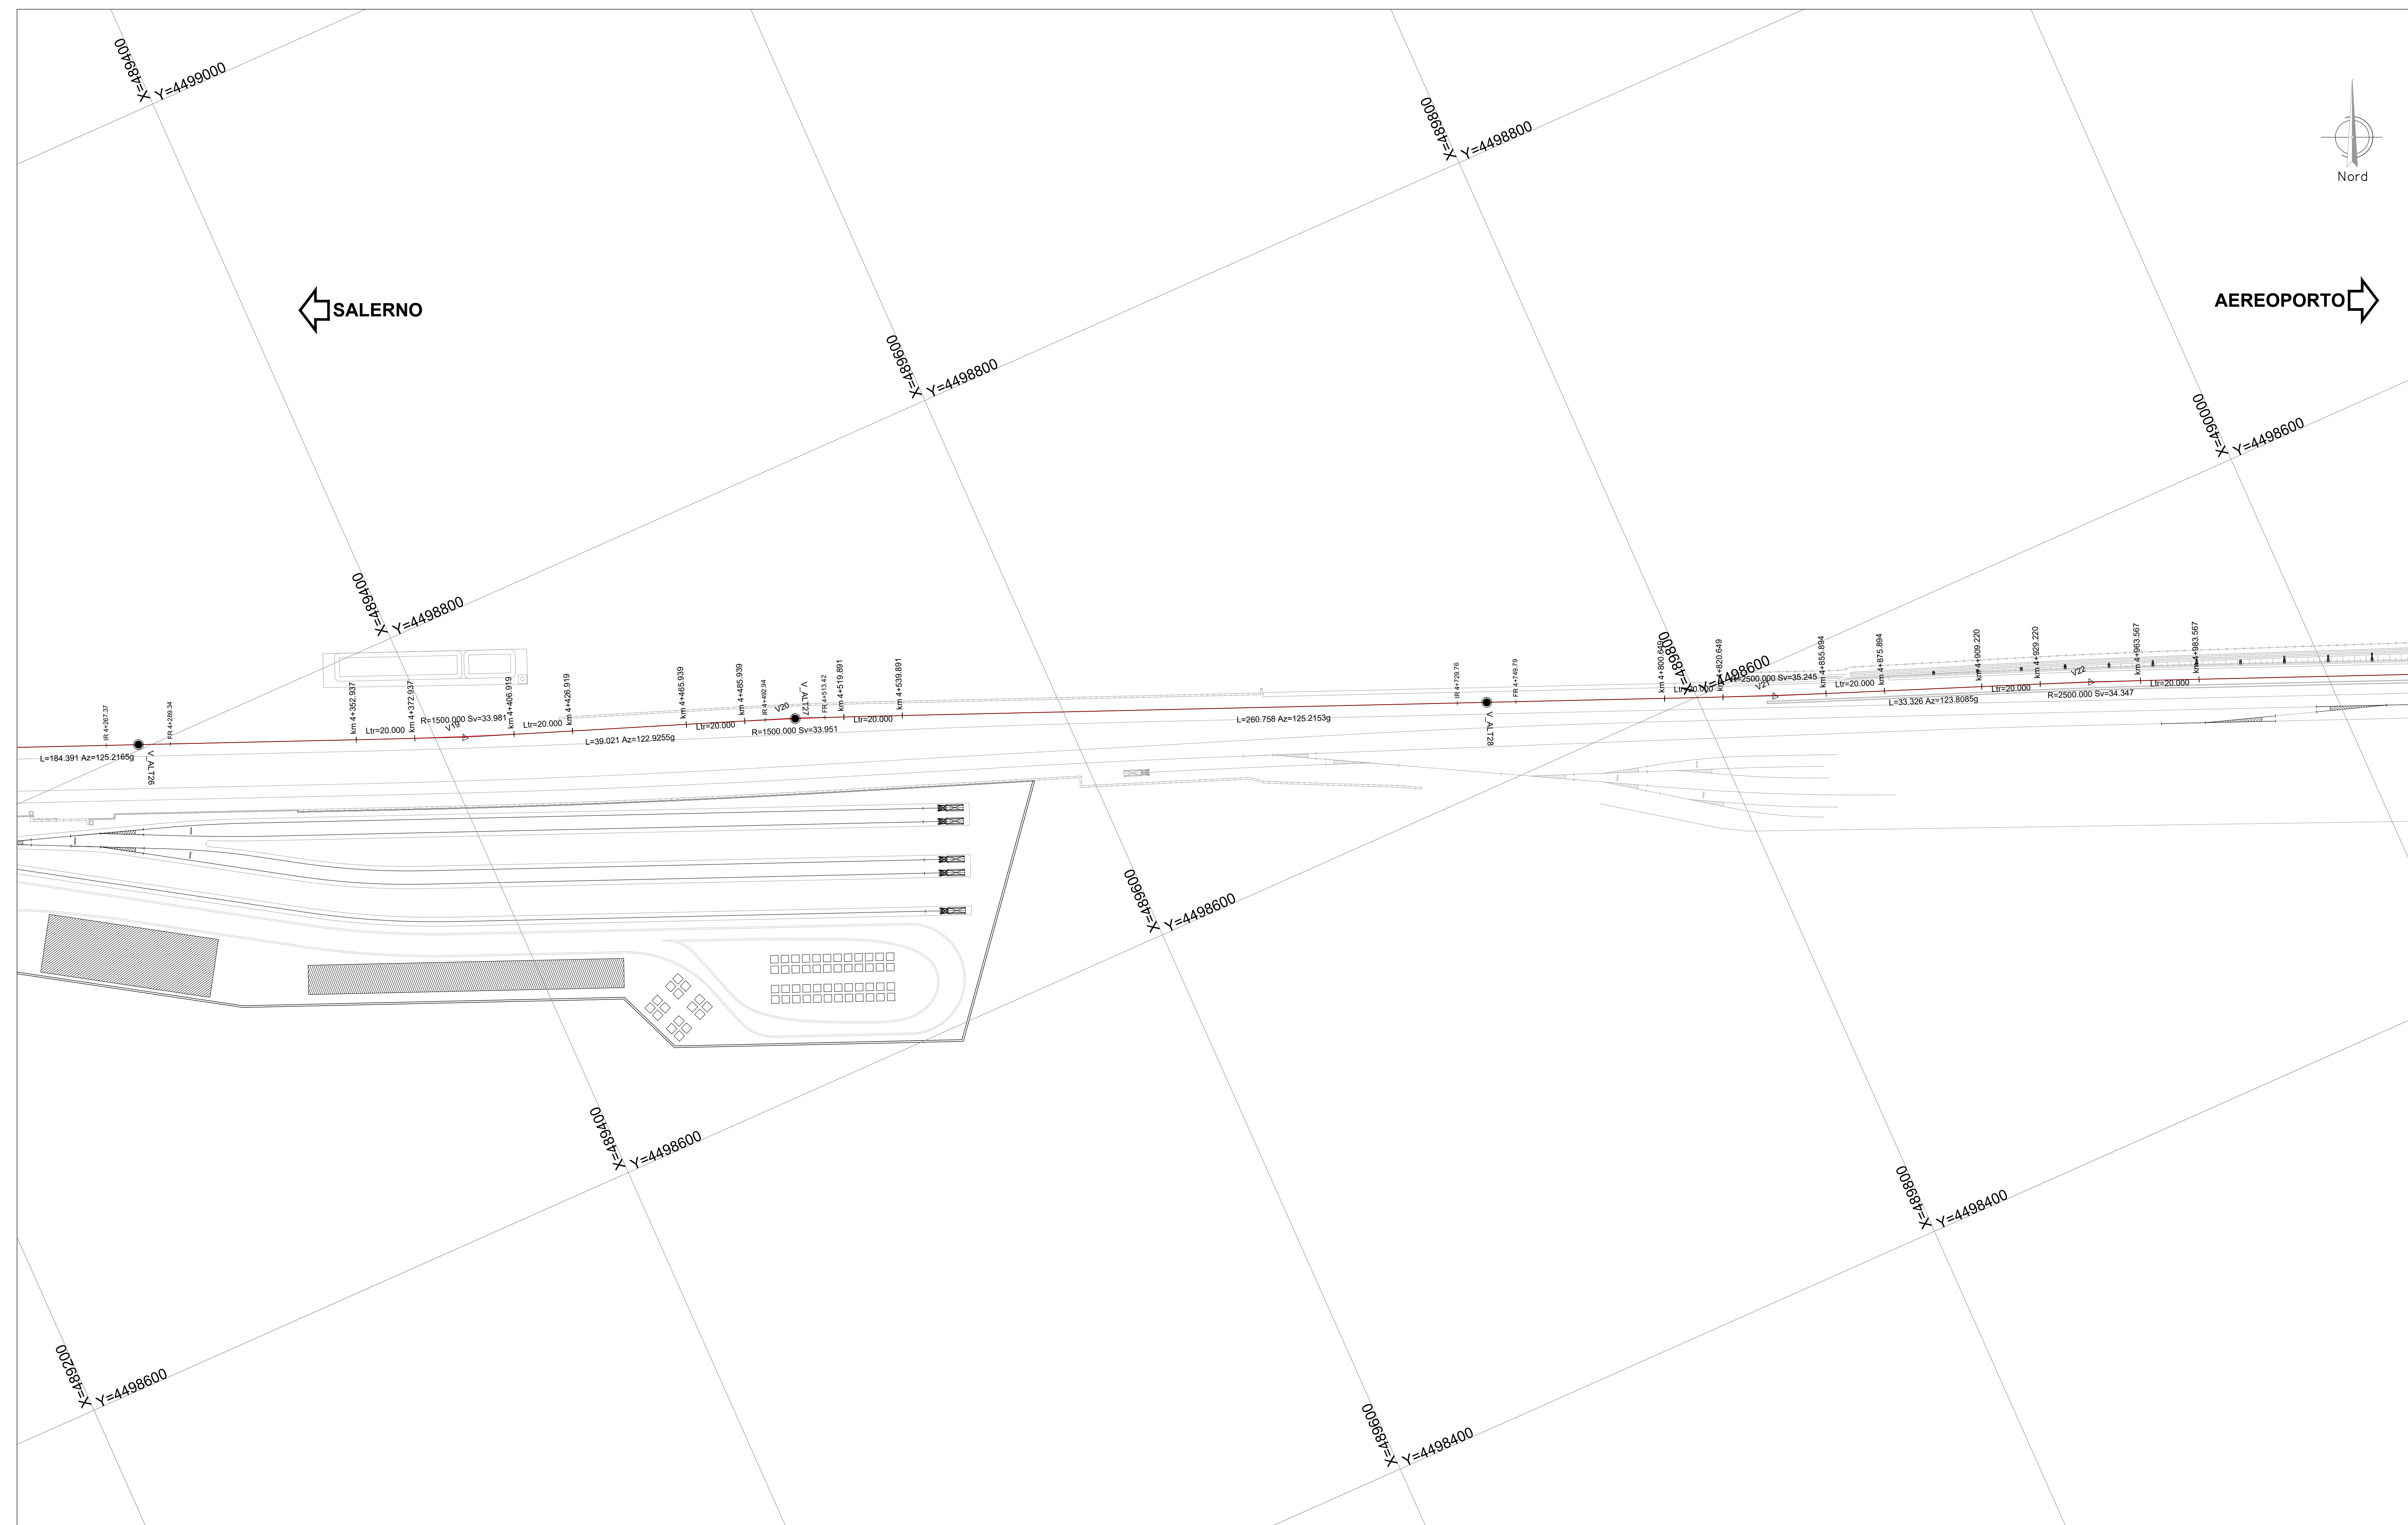 X=489400
Y=4499000
X=489800
Y=4498800
Nord
SALERNO
AEREOPORTO
X=489600
Y=4498800
X=490000
Y=4498600
X=489400
Y=4498800
X=489800
Y=4498600
IR 4+267.37
FR 4+289.34
L=184.391 Az=125.2165g
V_ALT26
km 4+352.937
Ltr=20.000
km 4+372.937
R=1500.000 Sv=33.981
V19
km 4+406.919
Ltr=20.000
km 4+426.919
L=39.021 Az=122.9255g
km 4+465.939
Ltr=20.000
km 4+485.939
IR 4+492.94
V20
V_ALT27
R=1500.000 Sv=33.951
FR 4+513.42
km 4+519.891
Ltr=20.000
km 4+539.891
L=260.758 Az=125.2153g
IR 4+729.76
V_ALT28
FR 4+749.79
km 4+800.649
Ltr=20.000
km 4+820.649
R=2500.000 Sv=35.245
V21
km 4+855.894
Ltr=20.000
km 4+875.894
L=33.326 Az=123.8085g
km 4+909.220
Ltr=20.000
km 4+929.220
R=2500.000 Sv=34.347
V22
km 4+963.567
Ltr=20.000
km 4+983.567
X=489600
Y=4498600
X=489400
Y=4498600
X=489800
Y=4498400
X=489200
Y=4498600
X=489600
Y=4498400